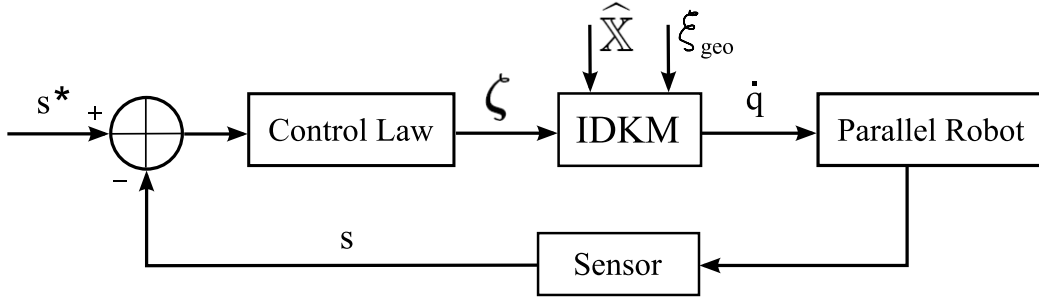 𝕏̂ ξgeo
s* + ζ q̇
Control Law IDKM Parallel Robot
−
s
Sensor